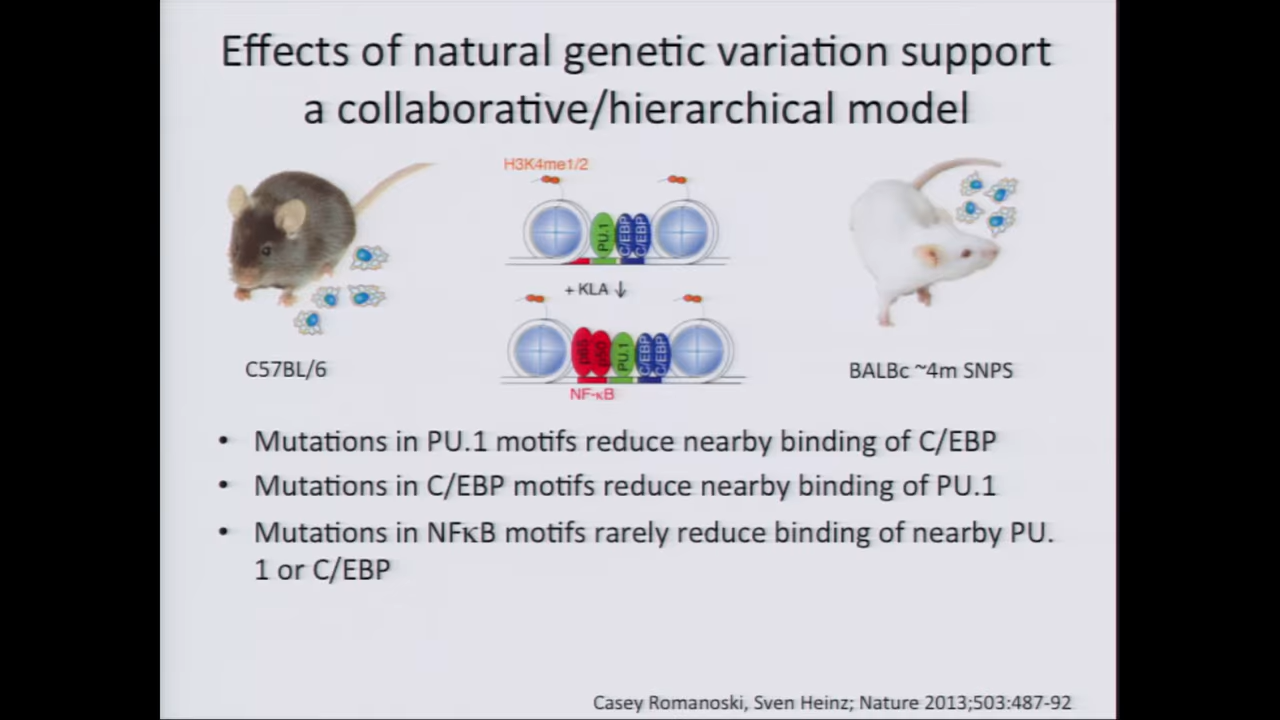 Effects of natural genetic variation support
a collaborative/hierarchical model
H3K4me1/2
PU.1
C/EBP
C/EBP
+ KLA ↓
p65
p50
PU.1
C/EBP
C/EBP
NF-κB
C57BL/6
BALBc ~4m SNPS
• Mutations in PU.1 motifs reduce nearby binding of C/EBP
• Mutations in C/EBP motifs reduce nearby binding of PU.1
• Mutations in NFκB motifs rarely reduce binding of nearby PU.
1 or C/EBP
Casey Romanoski, Sven Heinz; Nature 2013;503:487-92